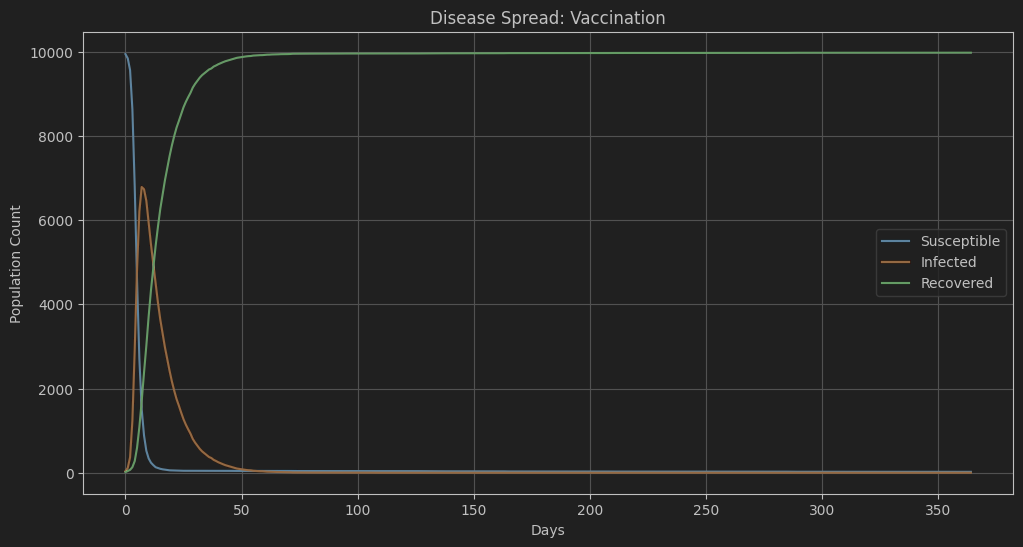 Disease Spread: Vaccination
Population Count
10000
8000
6000
4000
2000
0
Susceptible
Infected
Recovered
0 50 100 150 200 250 300 350
Days